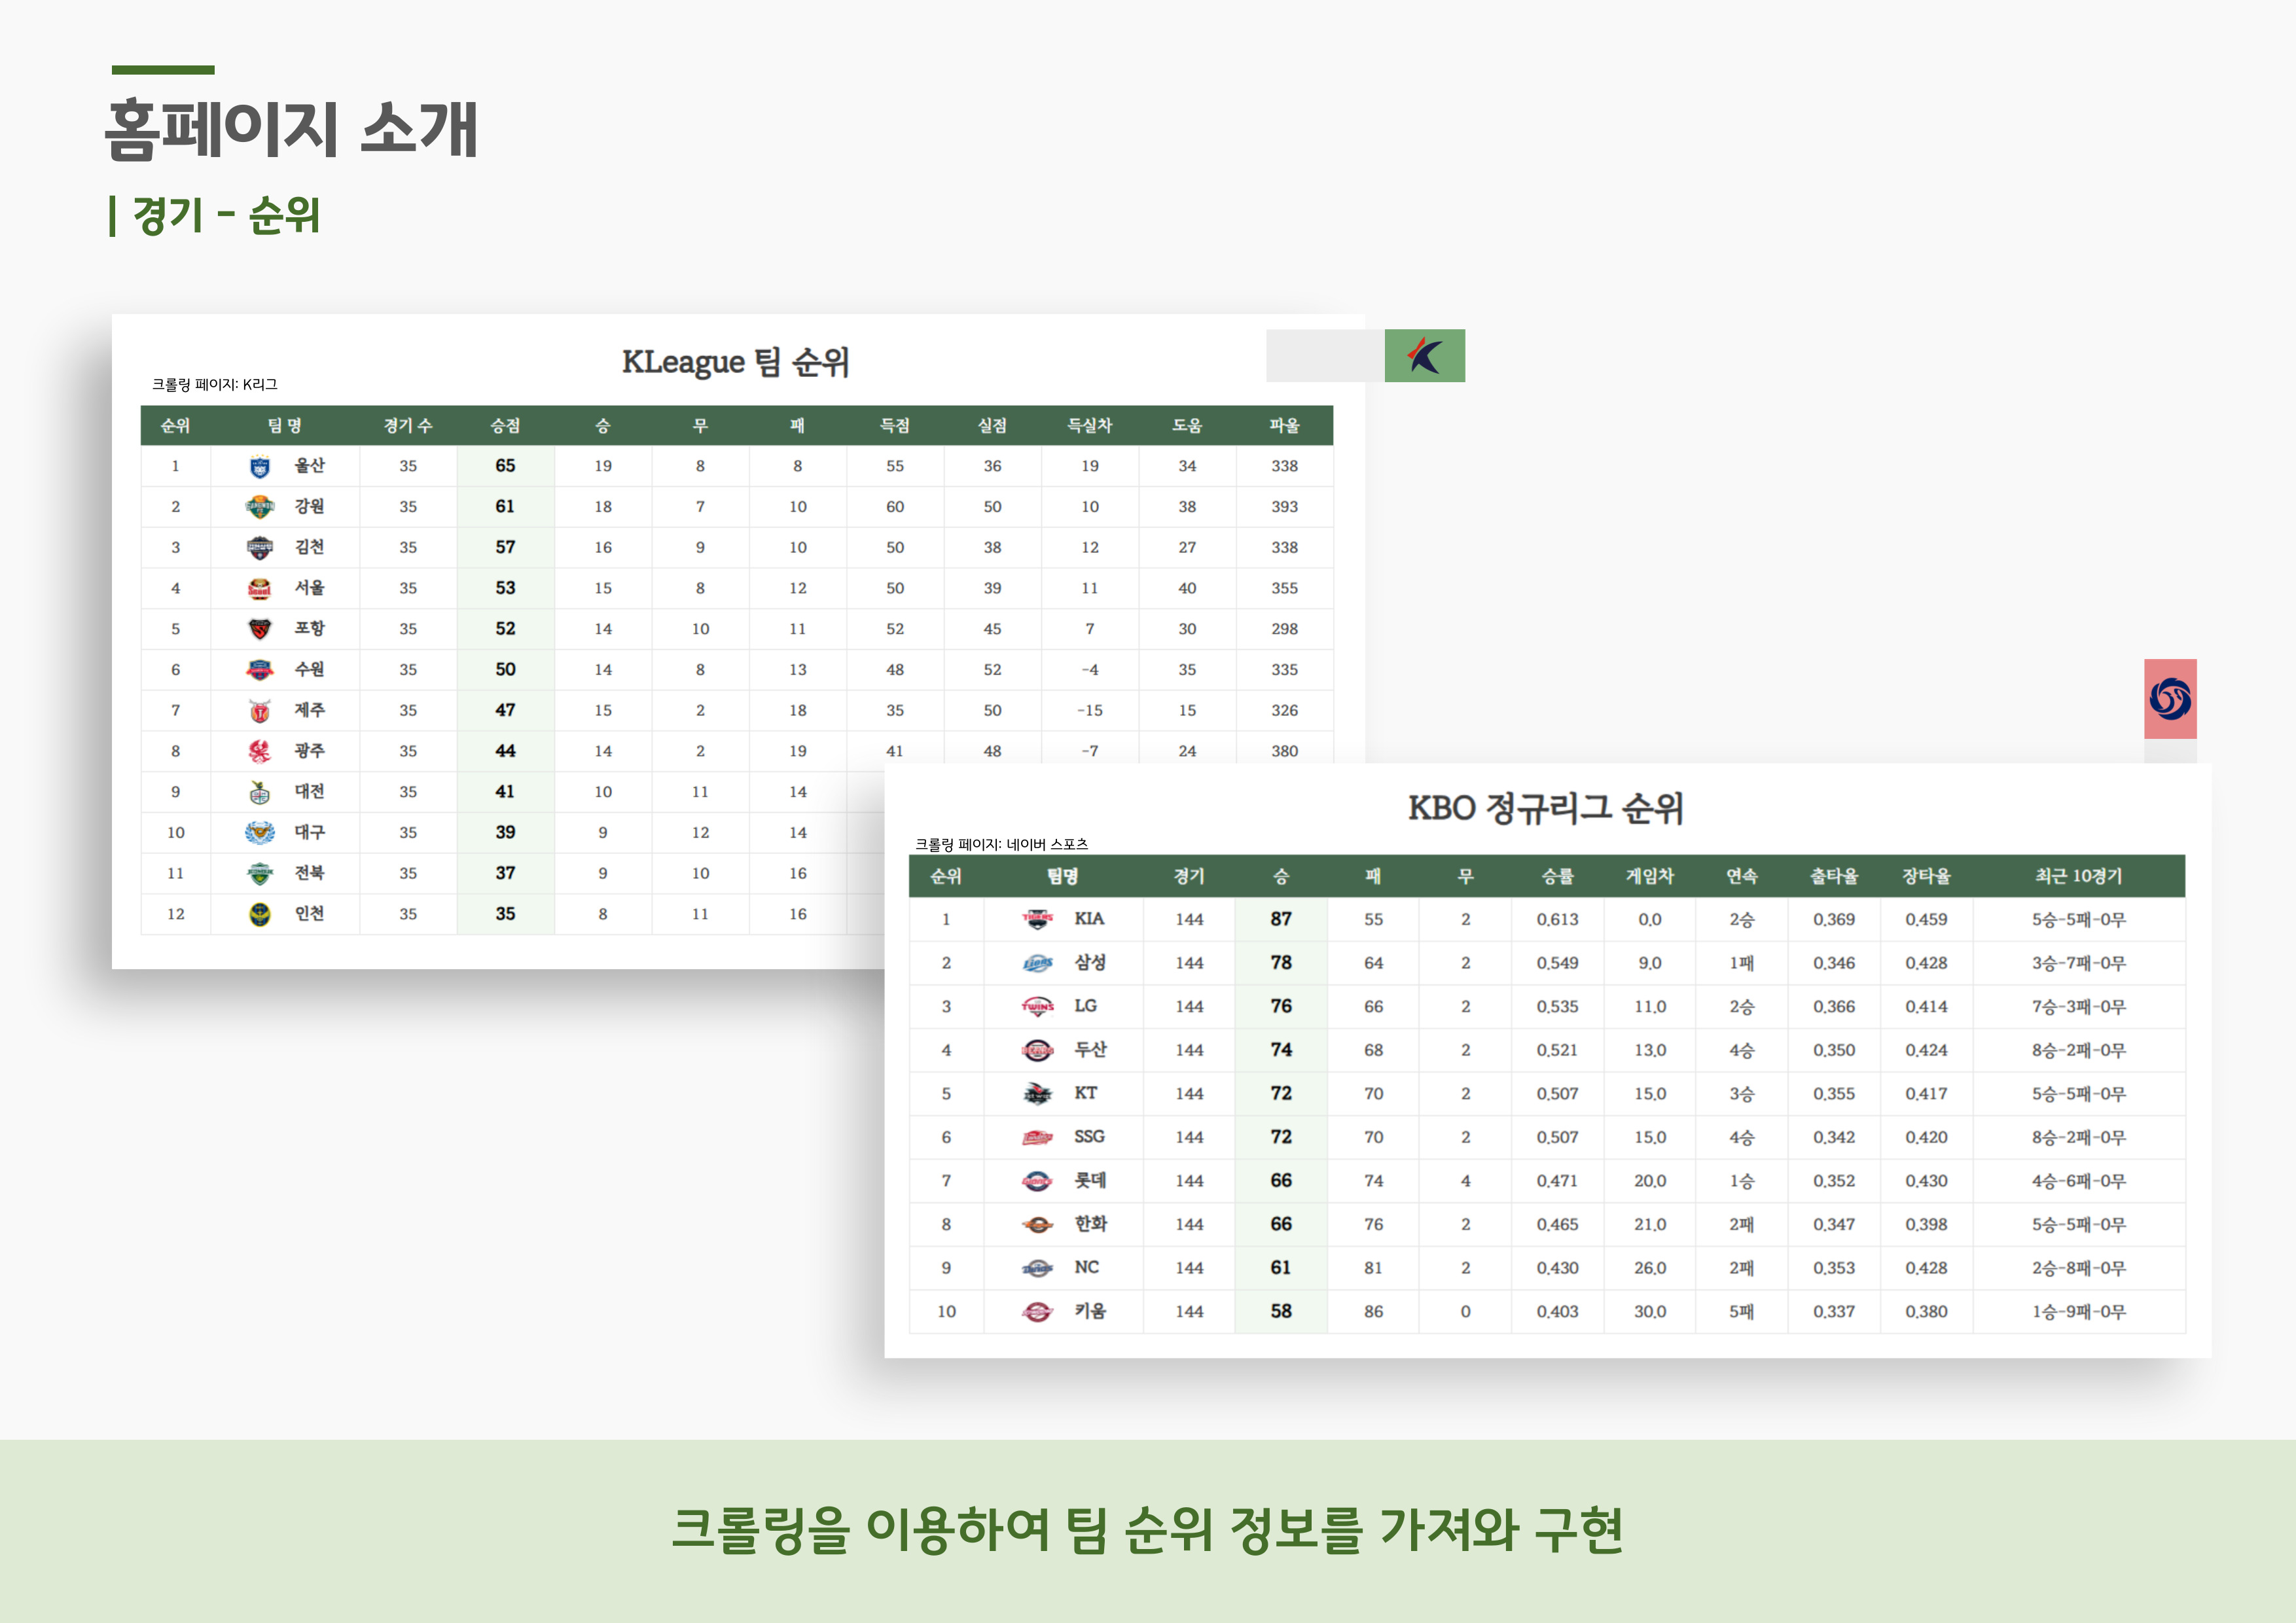 홈페이지 소개
| 경기 - 순위
KLeague 팀 순위
크롤링 페이지: K리그
순위 팀 명 경기 수 승점 승 무 패 득점 실점 득실차 도움 파울
1 울산 35 65 19 8 8 55 36 19 34 338
2 강원 35 61 18 7 10 60 50 10 38 393
3 김천 35 57 16 9 10 50 38 12 27 338
4 서울 35 53 15 8 12 50 39 11 40 355
5 포항 35 52 14 10 11 52 45 7 30 298
6 수원 35 50 14 8 13 48 52 -4 35 335
7 제주 35 47 15 2 18 35 50 -15 15 326
8 광주 35 44 14 2 19 41 48 -7 24 380
9 대전 35 41 10 11 14
10 대구 35 39 9 12 14
11 전북 35 37 9 10 16
12 인천 35 35 8 11 16
KBO 정규리그 순위
크롤링 페이지: 네이버 스포츠
순위 팀명 경기 승 패 무 승률 게임차 연속 출타율 장타율 최근 10경기
1 KIA 144 87 55 2 0.613 0.0 2승 0.369 0.459 5승-5패-0무
2 삼성 144 78 64 2 0.549 9.0 1패 0.346 0.428 3승-7패-0무
3 LG 144 76 66 2 0.535 11.0 2승 0.366 0.414 7승-3패-0무
4 두산 144 74 68 2 0.521 13.0 4승 0.350 0.424 8승-2패-0무
5 KT 144 72 70 2 0.507 15.0 3승 0.355 0.417 5승-5패-0무
6 SSG 144 72 70 2 0.507 15.0 4승 0.342 0.420 8승-2패-0무
7 롯데 144 66 74 4 0.471 20.0 1승 0.352 0.430 4승-6패-0무
8 한화 144 66 76 2 0.465 21.0 2패 0.347 0.398 5승-5패-0무
9 NC 144 61 81 2 0.430 26.0 2패 0.353 0.428 2승-8패-0무
10 키움 144 58 86 0 0.403 30.0 5패 0.337 0.380 1승-9패-0무
크롤링을 이용하여 팀 순위 정보를 가져와 구현